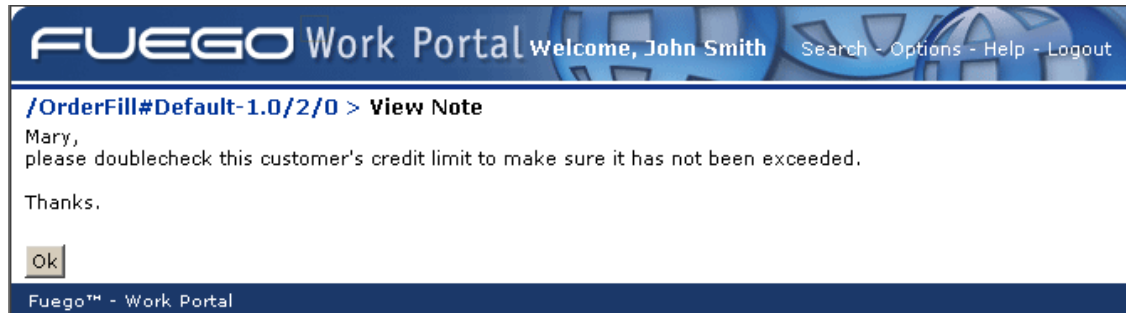 FUEGO Work Portal Welcome, John Smith Search - Options - Help - Logout
/OrderFill#Default-1.0/2/0 > View Note
Mary,
please doublecheck this customer's credit limit to make sure it has not been exceeded.
Thanks.
Ok
Fuego™ - Work Portal